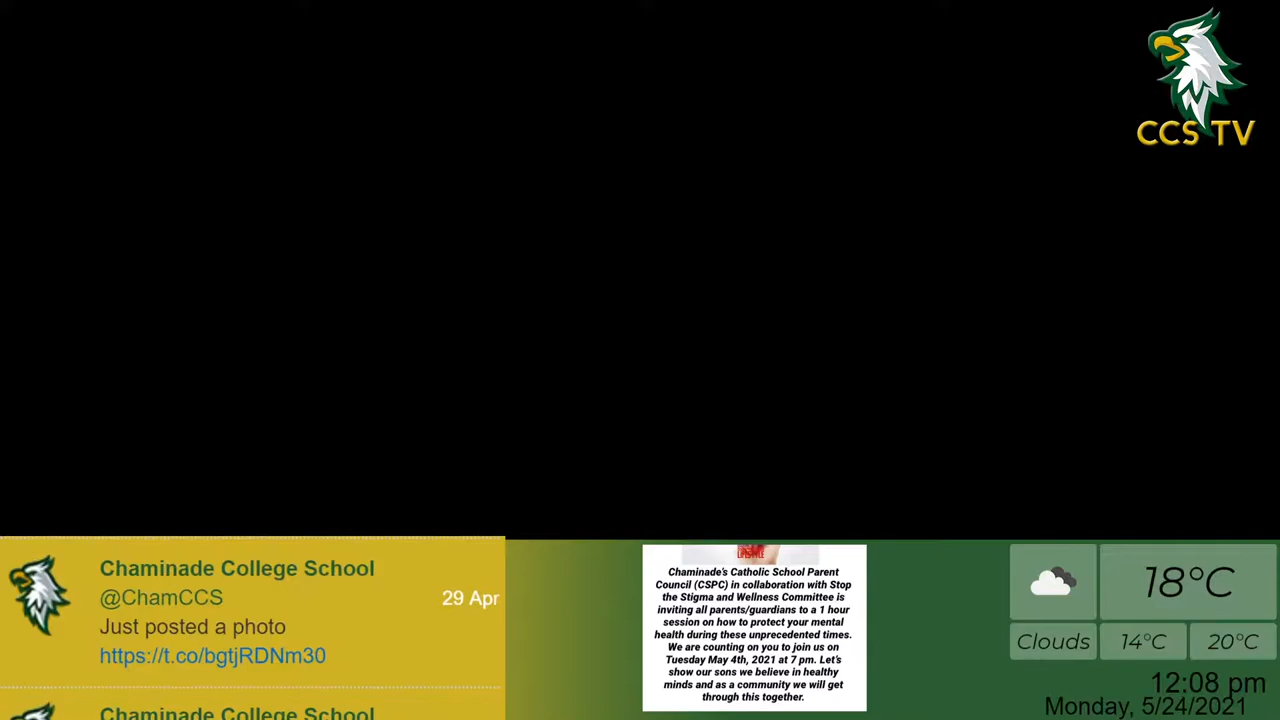 CCS TV
Chaminade College School
@ChamCCS
29 Apr
Just posted a photo
https://t.co/bgtjRDNm30
Chaminade College School
LIFESTYLE
Chaminade's Catholic School Parent
Council (CSPC) in collaboration with Stop
the Stigma and Wellness Committee is
inviting all parents/guardians to a 1 hour
session on how to protect your mental
health during these unprecedented times.
We are counting on you to join us on
Tuesday May 4th, 2021 at 7 pm. Let's
show our sons we believe in healthy
minds and as a community we will get
through this together.
18°C
Clouds
14°C
20°C
12:08 pm
Monday, 5/24/2021